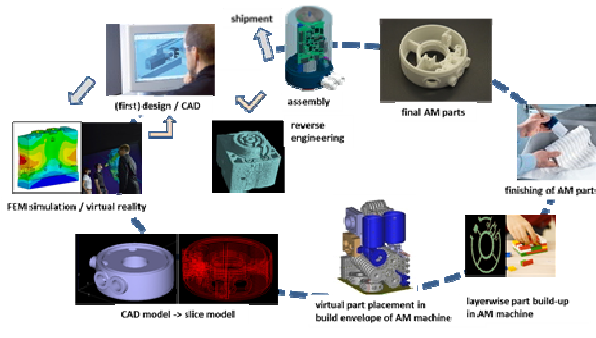 shipment
(first) design / CAD
assembly
reverse
engineering
final AM parts
finishing of AM parts
FEM simulation / virtual reality
CAD model -> slice model
virtual part placement in
build envelope of AM machine
layerwise part build-up
in AM machine